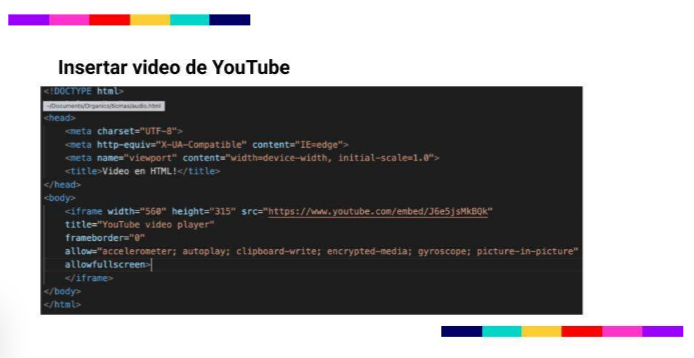 Insertar video de YouTube
<!DOCTYPE html>
~/Documents/Organics/ticmas/audio.html
<head>
<meta charset="UTF-8">
<meta http-equiv="X-UA-Compatible" content="IE=edge">
<meta name="viewport" content="width=device-width, initial-scale=1.0">
<title>Video en HTML!</title>
</head>
<body>
<iframe width="560" height="315" src="https://www.youtube.com/embed/J6e5jsMkBQk"
title="YouTube video player"
frameborder="0"
allow="accelerometer; autoplay; clipboard-write; encrypted-media; gyroscope; picture-in-picture"
allowfullscreen>
</iframe>
</body>
</html>